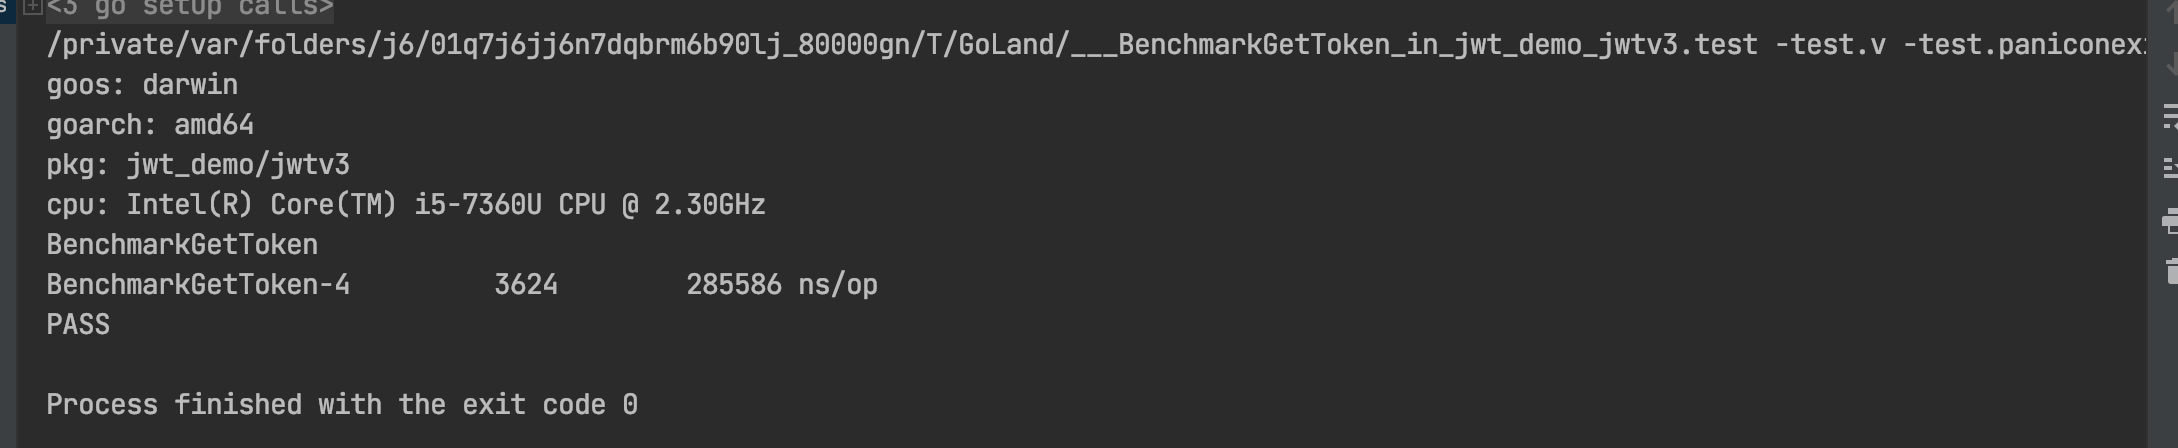 <3 go setup calls>
/private/var/folders/j6/01q7j6jj6n7dqbrm6b90lj_80000gn/T/GoLand/___BenchmarkGetToken_in_jwt_demo_jwtv3.test -test.v -test.paniconex
goos: darwin
goarch: amd64
pkg: jwt_demo/jwtv3
cpu: Intel(R) Core(TM) i5-7360U CPU @ 2.30GHz
BenchmarkGetToken
BenchmarkGetToken-4         3624        285586 ns/op
PASS
Process finished with the exit code 0